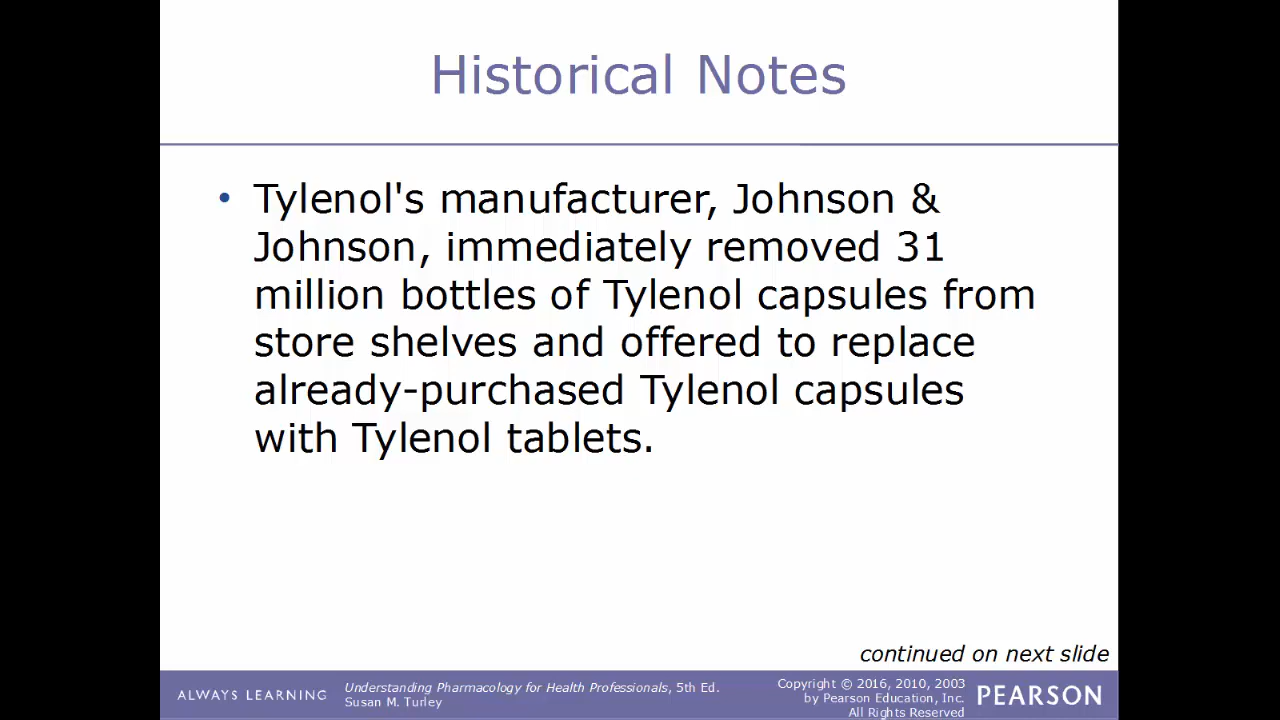 Historical Notes
• Tylenol's manufacturer, Johnson &
Johnson, immediately removed 31
million bottles of Tylenol capsules from
store shelves and offered to replace
already-purchased Tylenol capsules
with Tylenol tablets.
continued on next slide
ALWAYS LEARNING
Understanding Pharmacology for Health Professionals, 5th Ed.
Susan M. Turley
Copyright © 2016, 2010, 2003
by Pearson Education, Inc.
All Rights Reserved
PEARSON